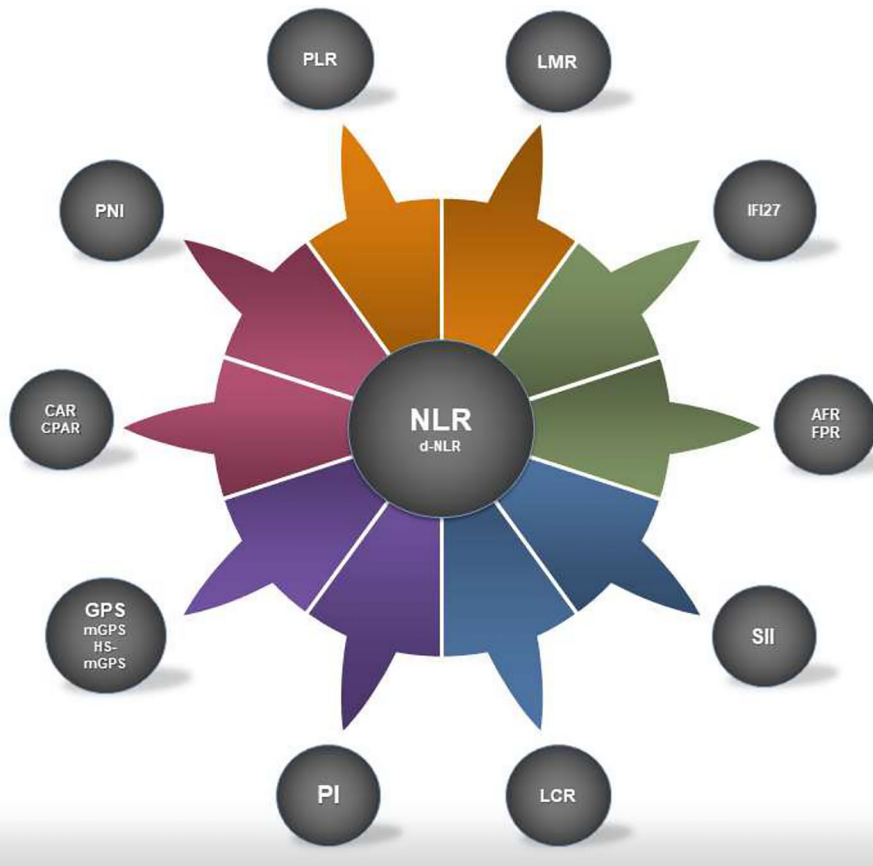 PLR
LMR
PNI
IFI27
CAR
CPAR
NLR
d-NLR
AFR
FPR
GPS
mGPS
HS-
mGPS
SII
PI
LCR